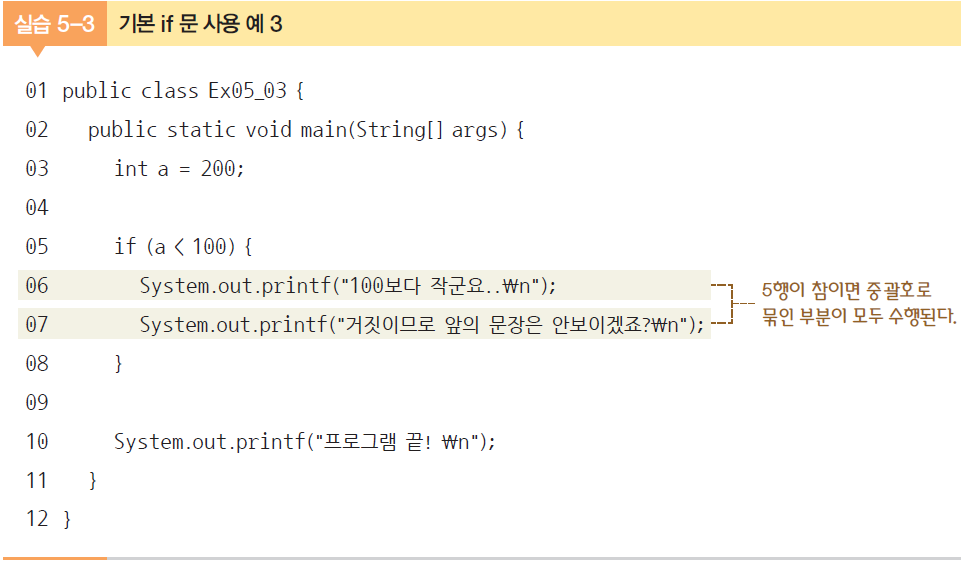 실습 5-3 기본 if 문 사용 예 3
01 public class Ex05_03 {
02 public static void main(String[] args) {
03 int a = 200;
04
05 if (a < 100) {
06 System.out.printf("100보다 작군요..₩n");
07 System.out.printf("거짓이므로 앞의 문장은 안보이겠죠?₩n");
5행이 참이면 중괄호로
묶인 부분이 모두 수행된다.
08 }
09
10 System.out.printf("프로그램 끝! ₩n");
11 }
12 }